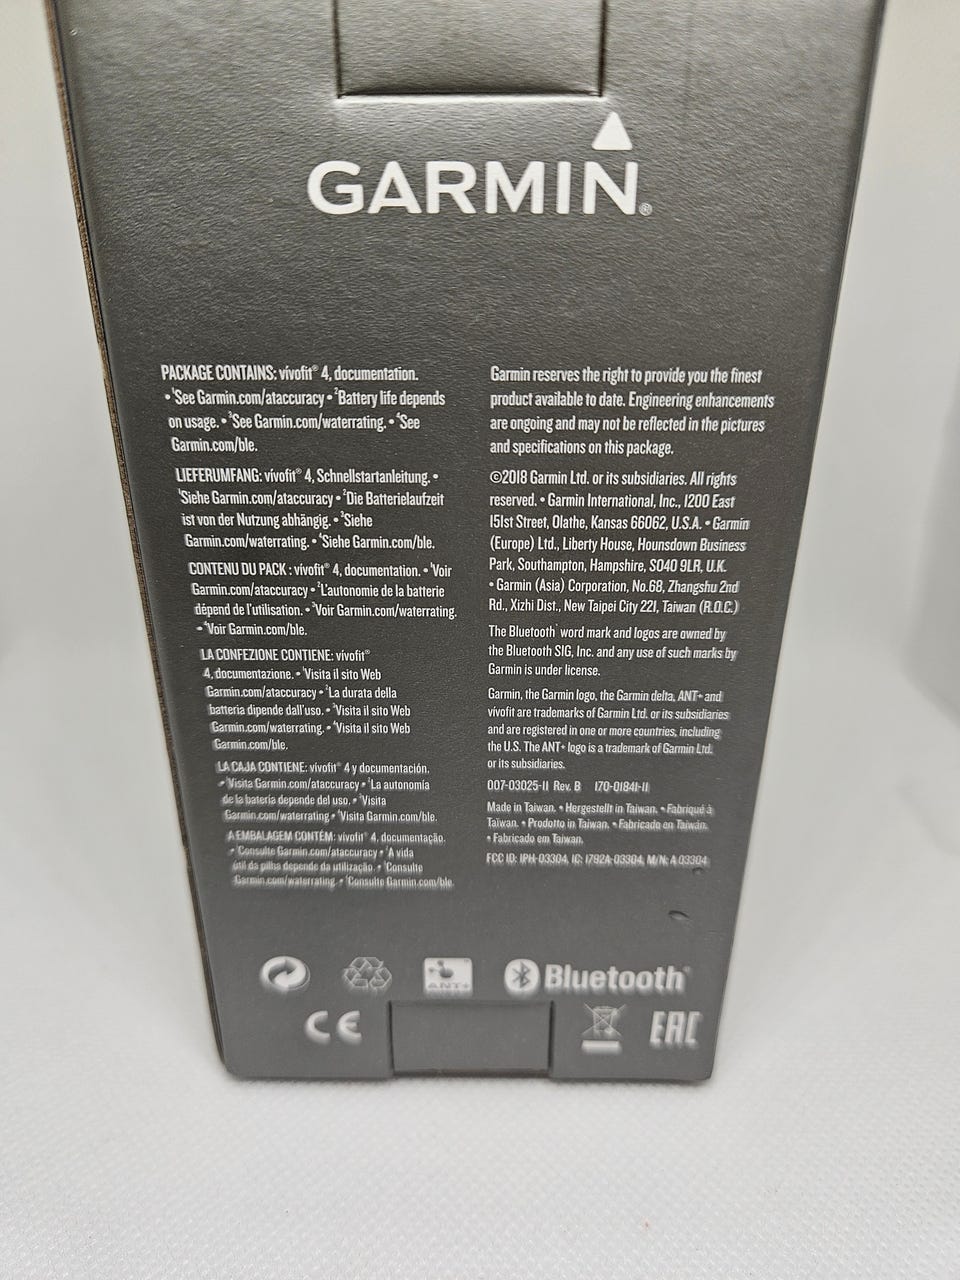 GARMIN®
PACKAGE CONTAINS: vívofit® 4, documentation.
• ¹See Garmin.com/ataccuracy • ²Battery life depends
on usage. • ³See Garmin.com/waterrating. • ⁴See
Garmin.com/ble.
LIEFERUMFANG: vívofit® 4, Schnellstartanleitung. •
¹Siehe Garmin.com/ataccuracy • ²Die Batterielaufzeit
ist von der Nutzung abhängig. • ³Siehe
Garmin.com/waterrating. • ⁴Siehe Garmin.com/ble.
CONTENU DU PACK : vívofit® 4, documentation. • ¹Voir
Garmin.com/ataccuracy • ²L'autonomie de la batterie
dépend de l'utilisation. • ³Voir Garmin.com/waterrating.
• ⁴Voir Garmin.com/ble.
LA CONFEZIONE CONTIENE: vívofit®
4, documentazione. • ¹Visita il sito Web
Garmin.com/ataccuracy • ²La durata della
batteria dipende dall'uso. • ³Visita il sito Web
Garmin.com/waterrating. • ⁴Visita il sito Web
Garmin.com/ble.
LA CAJA CONTIENE: vívofit® 4 y documentación.
• ¹Visita Garmin.com/ataccuracy • ²La autonomía
de la batería depende del uso. • ³Visita
Garmin.com/waterrating • ⁴Visita Garmin.com/ble.
A EMBALAGEM CONTÉM: vívofit® 4, documentação.
• ¹Consulte Garmin.com/ataccuracy • ²A vida
útil da pilha depende da utilização. • ³Consulte
Garmin.com/waterrating • ⁴Consulte Garmin.com/ble.
Garmin reserves the right to provide you the finest
product available to date. Engineering enhancements
are ongoing and may not be reflected in the pictures
and specifications on this package.
©2018 Garmin Ltd. or its subsidiaries. All rights
reserved. • Garmin International, Inc., 1200 East
151st Street, Olathe, Kansas 66062, U.S.A. • Garmin
(Europe) Ltd., Liberty House, Hounsdown Business
Park, Southampton, Hampshire, SO40 9LR, U.K.
• Garmin (Asia) Corporation, No.68, Zhangshu 2nd
Rd., Xizhi Dist., New Taipei City 221, Taiwan (R.O.C.)
The Bluetooth® word mark and logos are owned by
the Bluetooth SIG, Inc. and any use of such marks by
Garmin is under license.
Garmin, the Garmin logo, the Garmin delta, ANT+ and
vívofit are trademarks of Garmin Ltd. or its subsidiaries
and are registered in one or more countries, including
the U.S. The ANT+ logo is a trademark of Garmin Ltd.
or its subsidiaries.
007-03025-11 Rev. B 170-01841-11
Made in Taiwan. • Hergestellt in Taiwan. • Fabriqué à
Taiwan. • Prodotto in Taiwan. • Fabricado en Taiwán.
• Fabricado em Taiwan.
FCC ID: IPH-03304, IC: 1792A-03304, M/N: A03304
ANT+ Bluetooth®
CE EAC